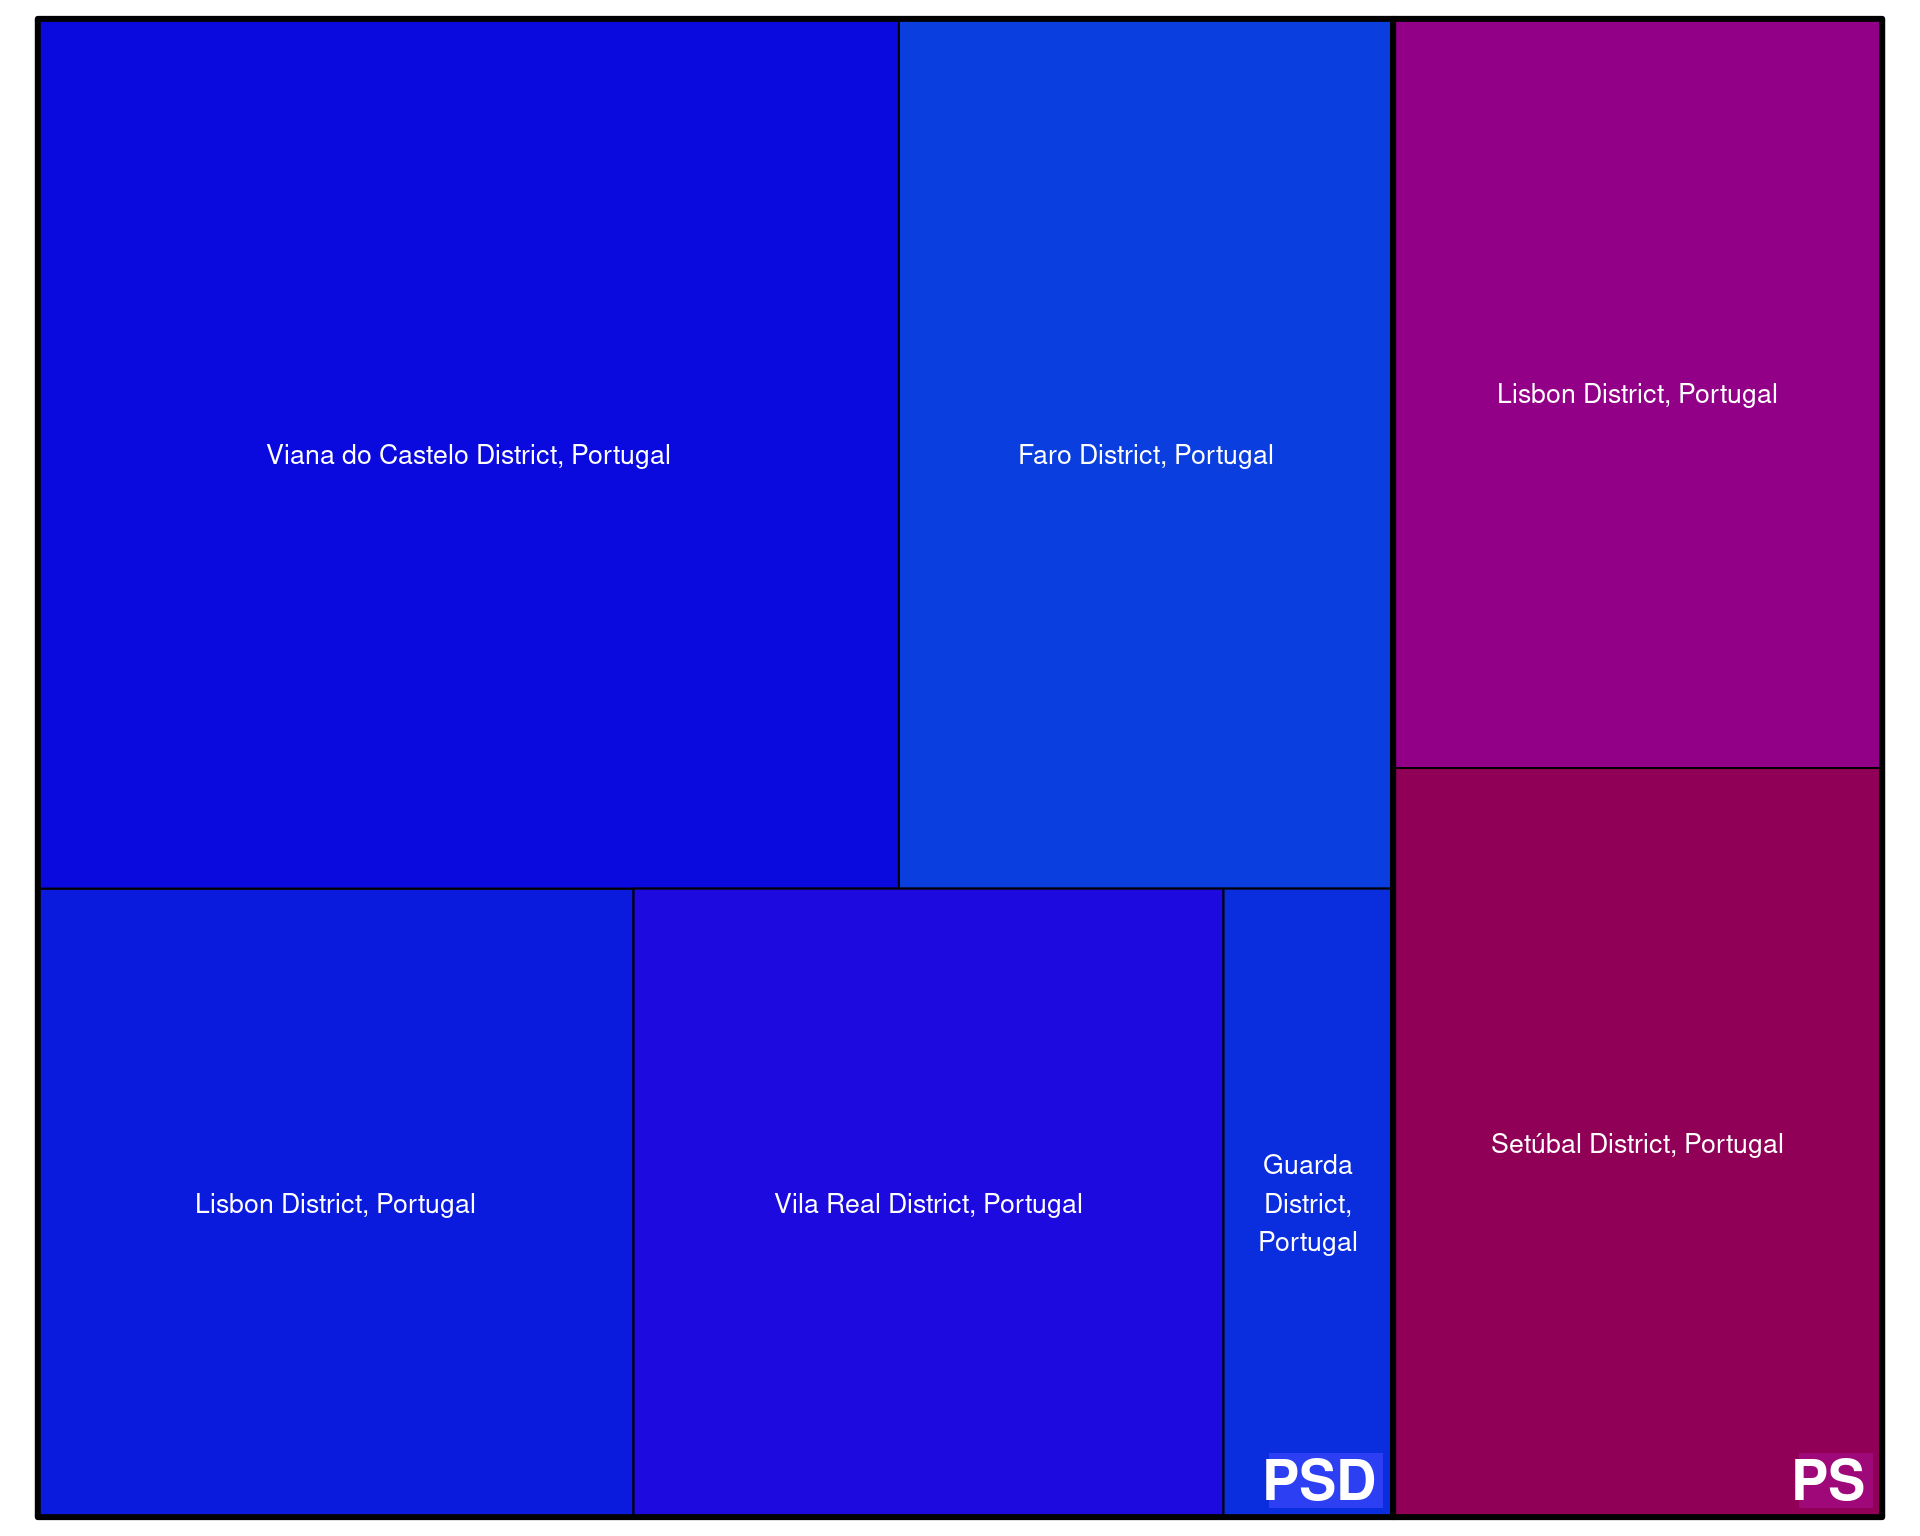 Viana do Castelo District, Portugal
Faro District, Portugal
Lisbon District, Portugal
Lisbon District, Portugal
Vila Real District, Portugal
Guarda
District,
Portugal
Setúbal District, Portugal
PSD
PS